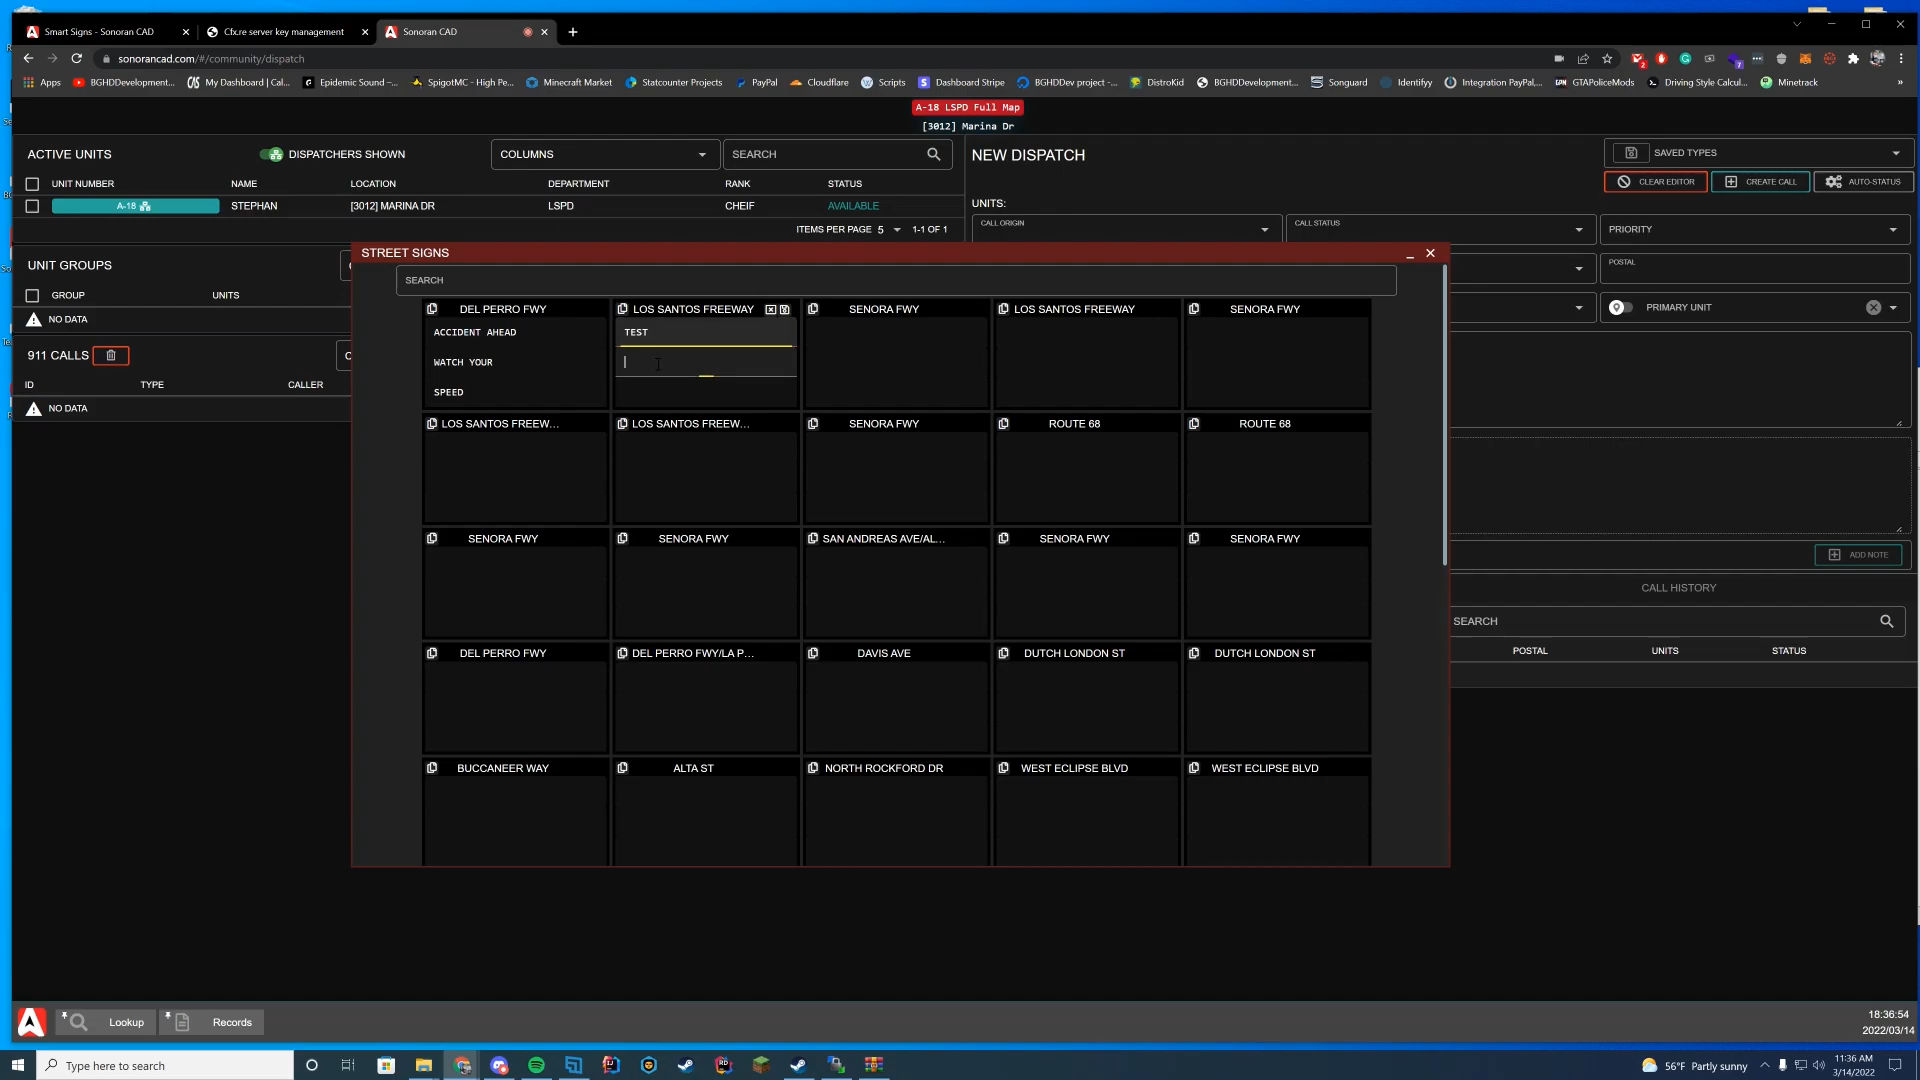 Smart Signs - Sonoran CAD
Cfx.re server key management
Sonoran CAD
sonorancad.com/#/community/dispatch
Apps
BGHDDevelopment...
My Dashboard | Cal...
Epidemic Sound –...
SpigotMC - High Pe...
Minecraft Market
Statcounter Projects
PayPal
Cloudflare
Scripts
Dashboard Stripe
BGHDDev project -...
DistroKid
BGHDDevelopment...
Songuard
Identifyy
Integration PayPal,...
GTAPoliceMods
Driving Style Calcul...
Minetrack
A-18 LSPD Full Map
[3012] Marina Dr
ACTIVE UNITS
DISPATCHERS SHOWN
COLUMNS
SEARCH
UNIT NUMBER NAME LOCATION DEPARTMENT RANK STATUS
A-18 STEPHAN [3012] MARINA DR LSPD CHEIF AVAILABLE
ITEMS PER PAGE 5 1-1 OF 1
UNIT GROUPS
GROUP UNITS
NO DATA
911 CALLS
ID TYPE CALLER
NO DATA
NEW DISPATCH
SAVED TYPES
CLEAR EDITOR
CREATE CALL
AUTO-STATUS
UNITS:
CALL ORIGIN
CALL STATUS
PRIORITY
POSTAL
PRIMARY UNIT
ADD NOTE
CALL HISTORY
SEARCH
POSTAL UNITS STATUS
STREET SIGNS
SEARCH
DEL PERRO FWY
ACCIDENT AHEAD
WATCH YOUR
SPEED
LOS SANTOS FREEWAY
TEST
SENORA FWY
LOS SANTOS FREEWAY
SENORA FWY
LOS SANTOS FREEW...
LOS SANTOS FREEW...
SENORA FWY
ROUTE 68
ROUTE 68
SENORA FWY
SENORA FWY
SAN ANDREAS AVE/AL...
SENORA FWY
SENORA FWY
DEL PERRO FWY
DEL PERRO FWY/LA P...
DAVIS AVE
DUTCH LONDON ST
DUTCH LONDON ST
BUCCANEER WAY
ALTA ST
NORTH ROCKFORD DR
WEST ECLIPSE BLVD
WEST ECLIPSE BLVD
Lookup
Records
18:36:54
2022/03/14
Type here to search
56°F Partly sunny
11:36 AM
3/14/2022